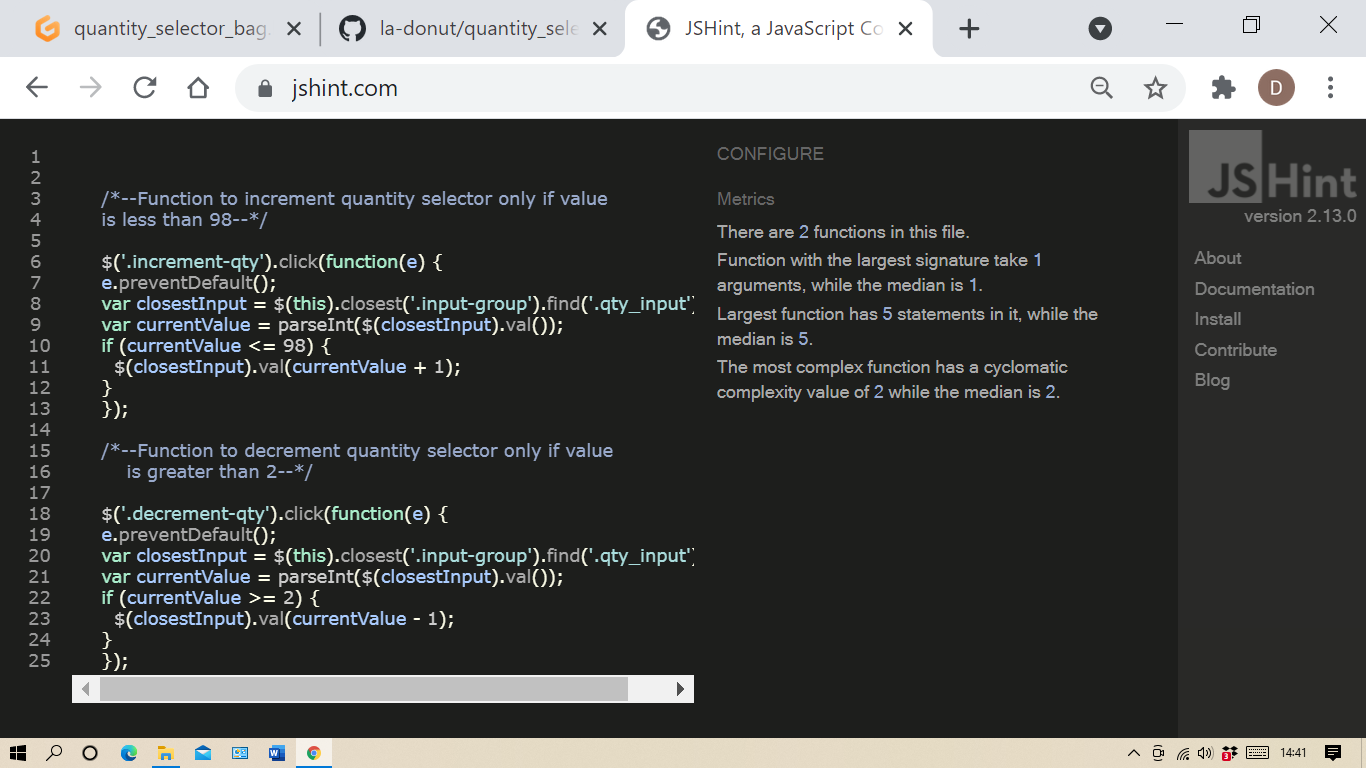 quantity_selector_bag.
la-donut/quantity_sele
JSHint, a JavaScript Co
jshint.com
D
1
2
3 /*--Function to increment quantity selector only if value
4 is less than 98--*/
5
6 $('.increment-qty').click(function(e) {
7 e.preventDefault();
8 var closestInput = $(this).closest('.input-group').find('.qty_input')
9 var currentValue = parseInt($(closestInput).val());
10 if (currentValue <= 98) {
11 $(closestInput).val(currentValue + 1);
12 }
13 });
14
15 /*--Function to decrement quantity selector only if value
16 is greater than 2--*/
17
18 $('.decrement-qty').click(function(e) {
19 e.preventDefault();
20 var closestInput = $(this).closest('.input-group').find('.qty_input')
21 var currentValue = parseInt($(closestInput).val());
22 if (currentValue >= 2) {
23 $(closestInput).val(currentValue - 1);
24 }
25 });
CONFIGURE
Metrics
There are 2 functions in this file.
Function with the largest signature take 1
arguments, while the median is 1.
Largest function has 5 statements in it, while the
median is 5.
The most complex function has a cyclomatic
complexity value of 2 while the median is 2.
JSHint
version 2.13.0
About
Documentation
Install
Contribute
Blog
3
14:41